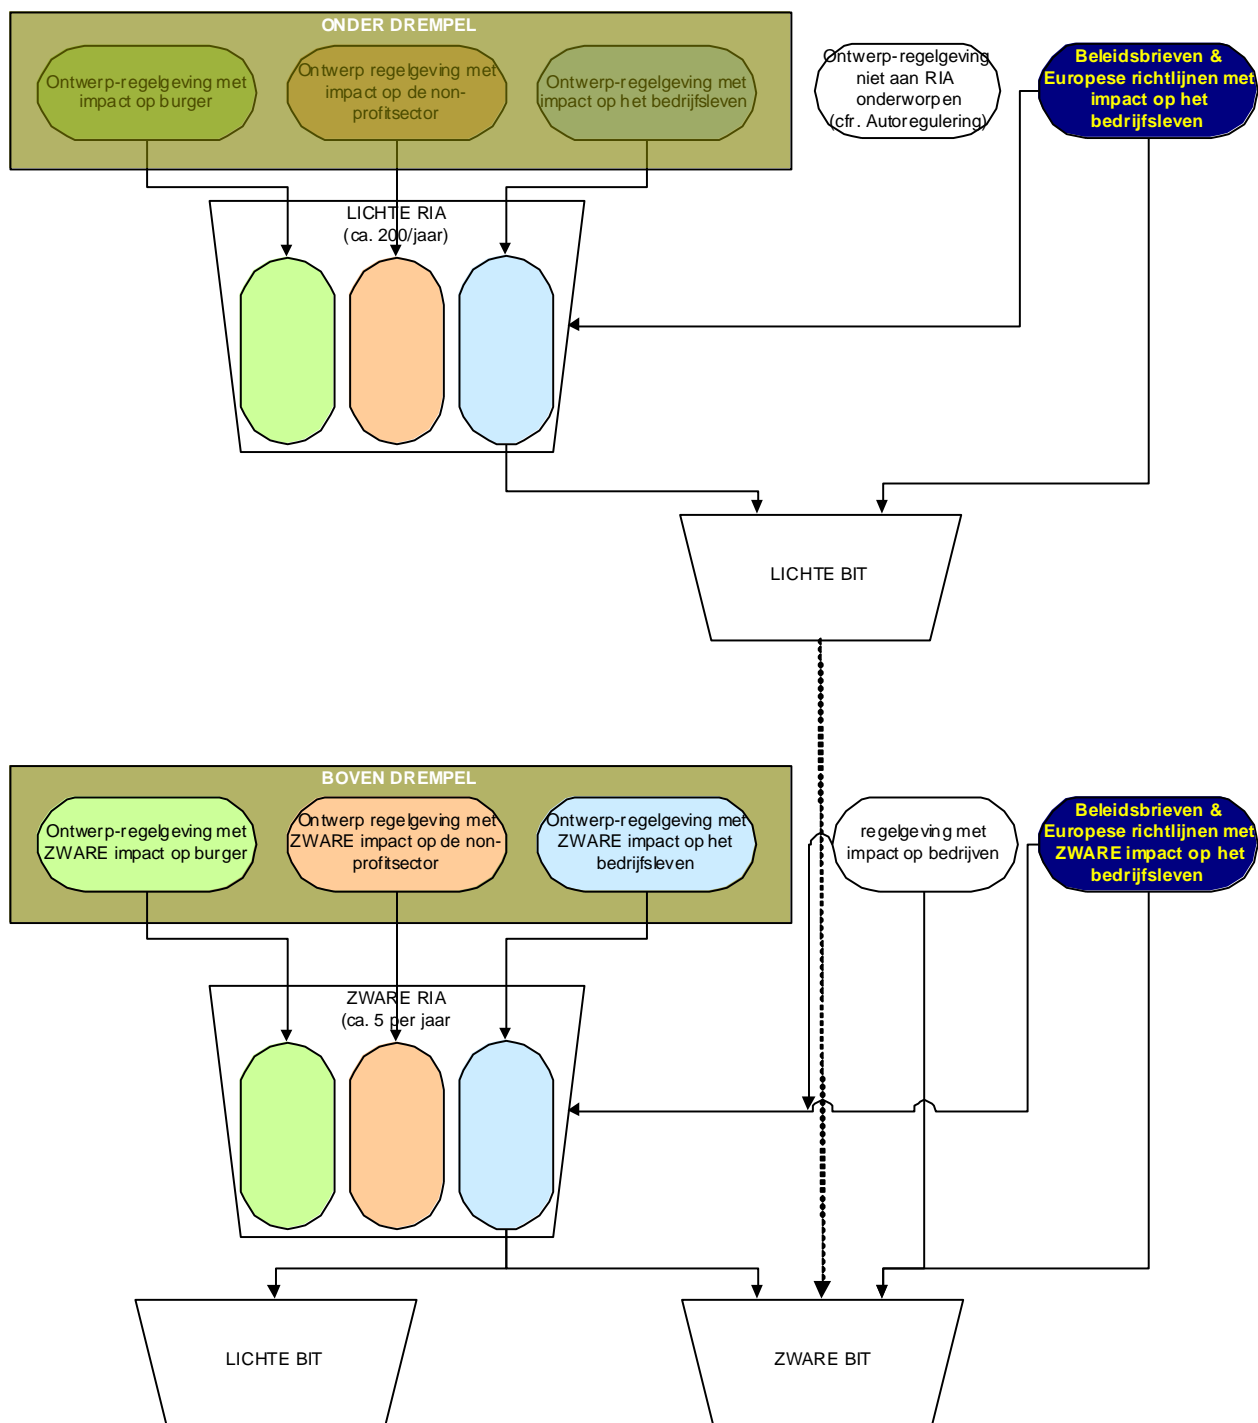 ONDER DREMPEL
Ontwerp-regelgeving met
impact op burger
Ontwerp regelgeving met
impact op de non-
profitsector
Ontwerp-regelgeving met
impact op het bedrijfsleven
Ontwerp-regelgeving
niet aan RIA
onderworpen
(cfr. Autoregulering)
Beleidsbrieven &
Europese richtlijnen met
impact op het
bedrijfsleven
LICHTE RIA
(ca. 200/jaar)
LICHTE BIT
BOVEN DREMPEL
Ontwerp-regelgeving met
ZWARE impact op burger
Ontwerp regelgeving met
ZWARE impact op de non-
profitsector
Ontwerp-regelgeving met
ZWARE impact op het
bedrijfsleven
regelgeving met
impact op bedrijven
Beleidsbrieven &
Europese richtlijnen met
ZWARE impact op het
bedrijfsleven
ZWARE RIA
(ca. 5 per jaar
LICHTE BIT
ZWARE BIT